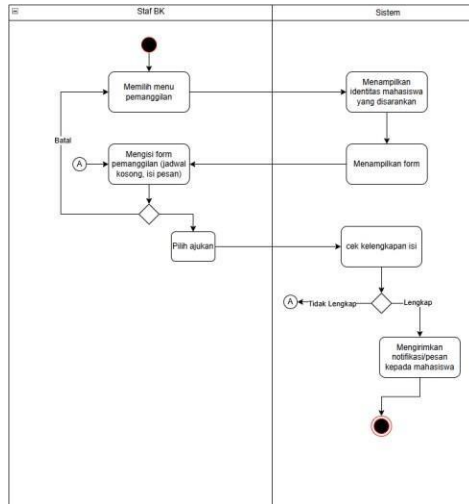 Staf BK
Sistem
Memilih menu
pemanggilan
Menampilkan
identitas mahasiswa
yang disarankan
Batal
Mengisi form
pemanggilan (jadwal
kosong, isi pesan)
A
Menampilkan form
Pilih ajukan
cek kelengkapan isi
A
Tidak Lengkap
Lengkap
Mengirimkan
notifikasi/pesan
kepada mahasiswa